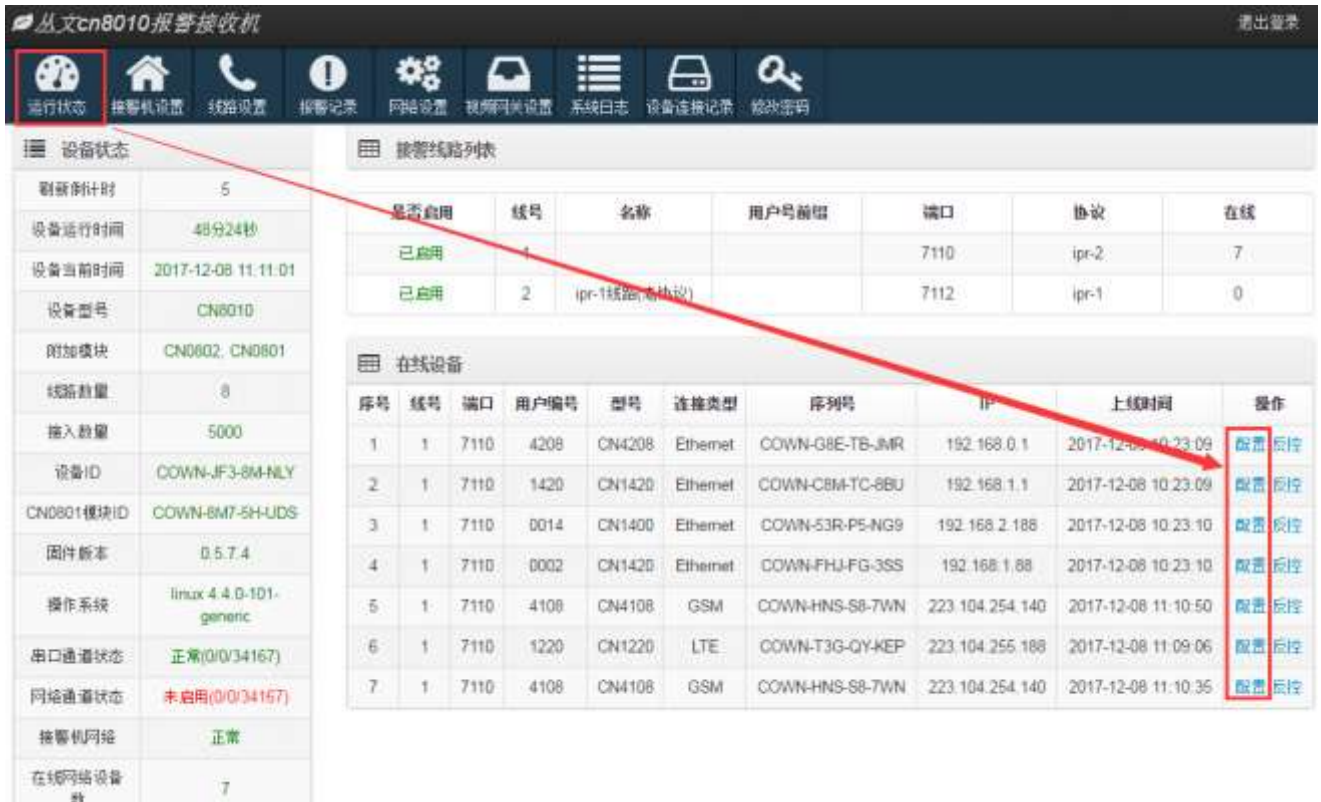 丛文cn8010报警接收机
退出登录
运行状态 接警机设置 线路设置 报警记录 网络设置 视频网关设置 系统日志 设备连接记录 修改密码
设备状态
刷新倒计时 5
设备运行时间 48分24秒
设备当前时间 2017-12-08 11:11:01
设备型号 CN8010
附加模块 CN0802, CN0801
线路数量 8
接入数量 5000
设备ID COWN-JF3-8M-NLY
CN0801模块ID COWN-8M7-5H-UDS
固件版本 0.5.7.4
操作系统 linux 4.4.0-101-
generic
串口通道状态 正常(0/0/34167)
网络通道状态 未启用(0/0/34167)
接警机网络 正常
在线网络设备
数 7
接警线路列表
是否启用 线号 名称 用户号前缀 端口 协议 在线
已启用 1 7110 ipr-2 7
已启用 2 ipr-1线路(老协议) 7112 ipr-1 0
在线设备
序号 线号 端口 用户编号 型号 连接类型 序列号 IP 上线时间 操作
1 1 7110 4208 CN4208 Ethernet COWN-G8E-TB-JMR 192.168.0.1 2017-12-08 10:23:09 配置 反控
2 1 7110 1420 CN1420 Ethernet COWN-C8M-TC-8BU 192.168.1.1 2017-12-08 10:23:09 配置 反控
3 1 7110 0014 CN1400 Ethernet COWN-53R-P5-NG9 192.168.2.188 2017-12-08 10:23:10 配置 反控
4 1 7110 0002 CN1420 Ethernet COWN-FHJ-FG-3SS 192.168.1.88 2017-12-08 10:23:10 配置 反控
5 1 7110 4108 CN4108 GSM COWN-HNS-S8-7WN 223.104.254.140 2017-12-08 11:10:50 配置 反控
6 1 7110 1220 CN1220 LTE COWN-T3G-QY-KEP 223.104.255.188 2017-12-08 11:09:06 配置 反控
7 1 7110 4108 CN4108 GSM COWN-HNS-S8-7WN 223.104.254.140 2017-12-08 11:10:35 配置 反控